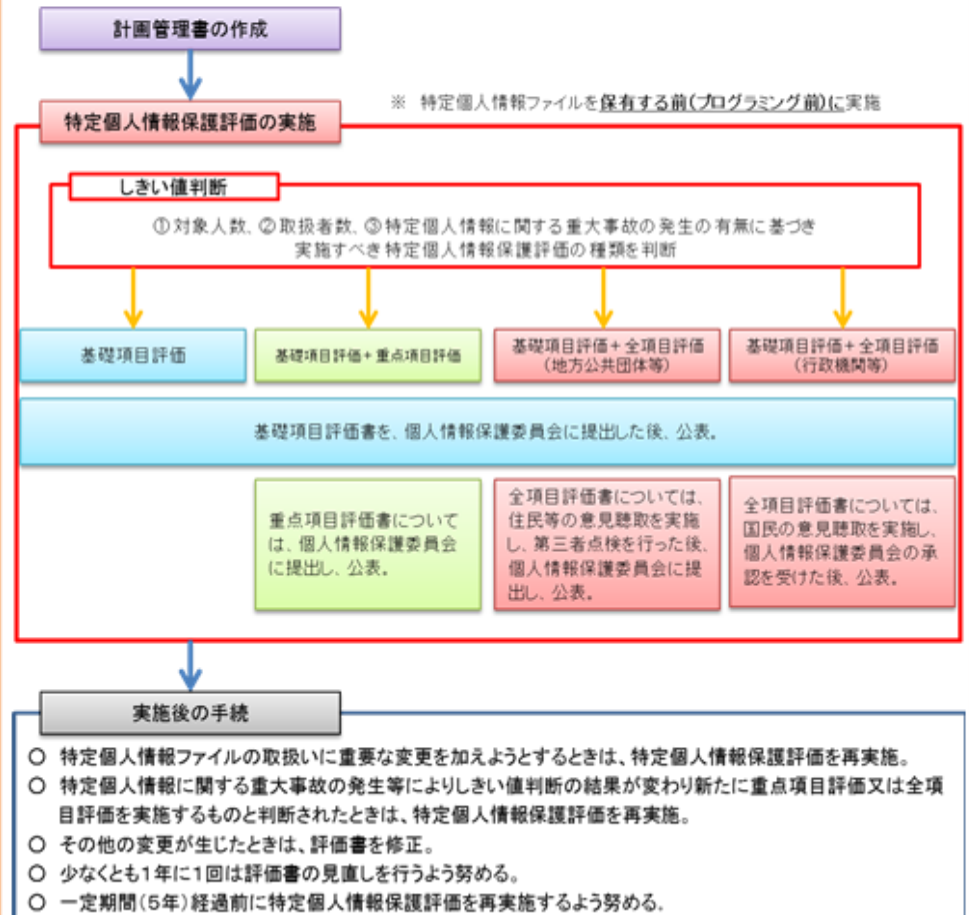 計画管理書の作成
※ 特定個人情報ファイルを保有する前(プログラミング前)に実施
特定個人情報保護評価の実施
しきい値判断
①対象人数、②取扱者数、③特定個人情報に関する重大事故の発生の有無に基づき
実施すべき特定個人情報保護評価の種類を判断
基礎項目評価
基礎項目評価+重点項目評価
基礎項目評価+全項目評価
(地方公共団体等)
基礎項目評価+全項目評価
(行政機関等)
基礎項目評価書を、個人情報保護委員会に提出した後、公表。
重点項目評価書について
は、個人情報保護委員会
に提出し、公表。
全項目評価書については、
住民等の意見聴取を実施
し、第三者点検を行った後、
個人情報保護委員会に提
出し、公表。
全項目評価書については、
国民の意見聴取を実施し、
個人情報保護委員会の承
認を受けた後、公表。
実施後の手続
○ 特定個人情報ファイルの取扱いに重要な変更を加えようとするときは、特定個人情報保護評価を再実施。
○ 特定個人情報に関する重大事故の発生等によりしきい値判断の結果が変わり新たに重点項目評価又は全項
目評価を実施するものと判断されたときは、特定個人情報保護評価を再実施。
○ その他の変更が生じたときは、評価書を修正。
○ 少なくとも1年に1回は評価書の見直しを行うよう努める。
○ 一定期間(5年)経過前に特定個人情報保護評価を再実施するよう努める.